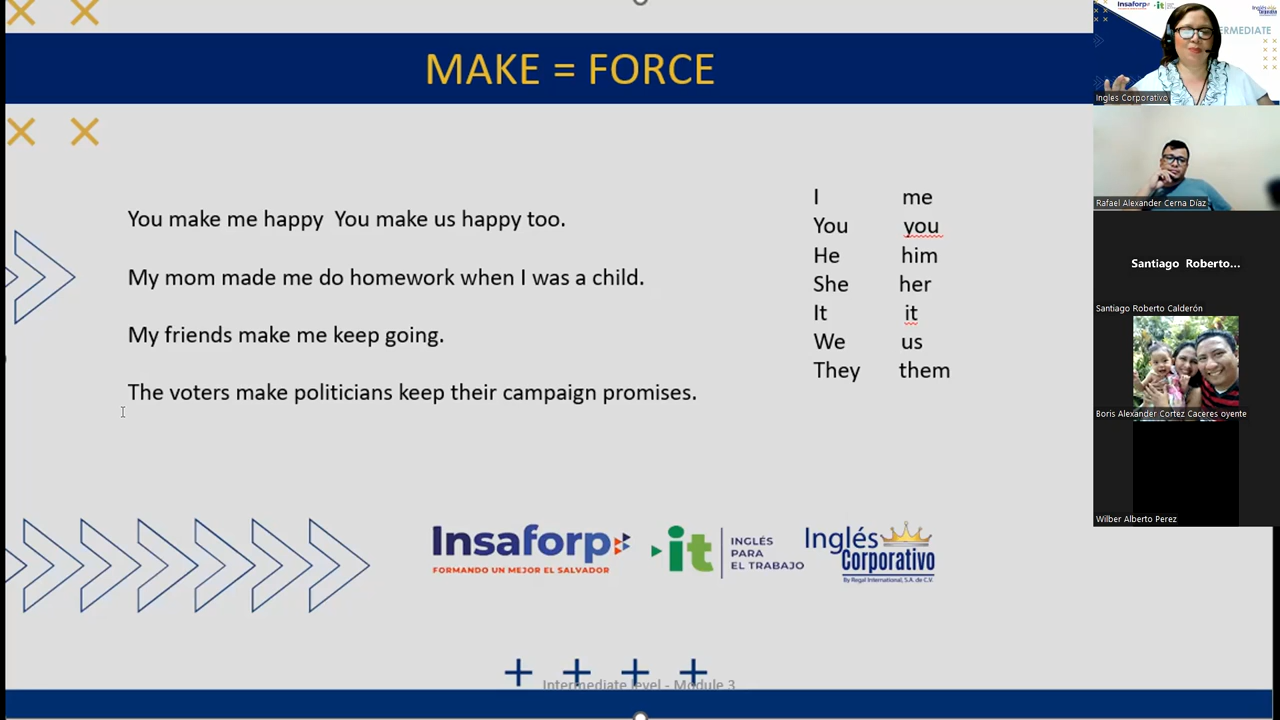 MAKE = FORCE
You make me happy  You make us happy too.
My mom made me do homework when I was a child.
My friends make me keep going.
The voters make politicians keep their campaign promises.
I me
You you
He him
She her
It it
We us
They them
Insaforp
FORMANDO UN MEJOR EL SALVADOR
it
INGLÉS
PARA
EL TRABAJO
Inglés
Corporativo
By Regal International, S.A. de C.V.
Intermediate level - Module 3
Insaforp
it
Inglés
ERMEDIATE
Ingles Corporativo
Rafael Alexander Cerna Díaz
Santiago Roberto...
Santiago Roberto Calderón
Boris Alexander Cortez Caceres oyente
Wilber Alberto Perez